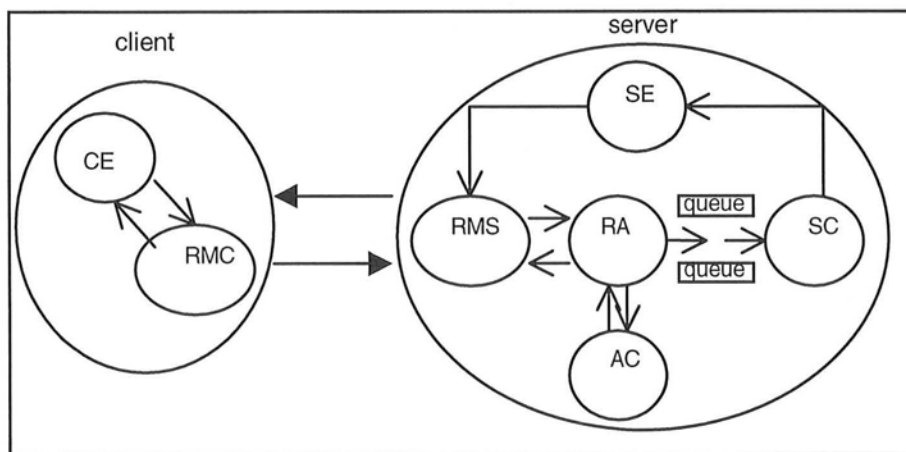 client
server
CE
RMC
SE
RMS
RA
queue
queue
SC
AC